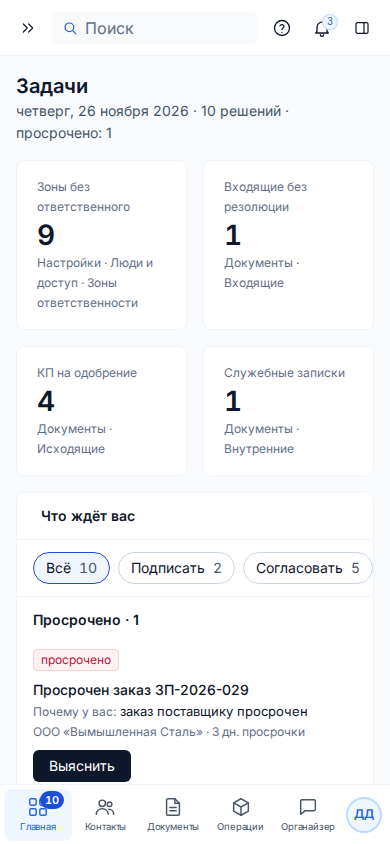 Поиск
3
Задачи
четверг, 26 ноября 2026 · 10 решений ·
просрочено: 1
Зоны без
ответственного
9
Настройки · Люди и
доступ · Зоны
ответственности
Входящие без
резолюции
1
Документы ·
Входящие
КП на одобрение
4
Документы ·
Исходящие
Служебные записки
1
Документы ·
Внутренние
Что ждёт вас
Всё 10
Подписать 2
Согласовать 5
Просрочено · 1
просрочено
Просрочен заказ ЗП-2026-029
Почему у вас: заказ поставщику просрочен
ООО «Вымышленная Сталь» · 3 дн. просрочки
Выяснить
10
Главная
Контакты
Документы
Операции
Органайзер
ДД